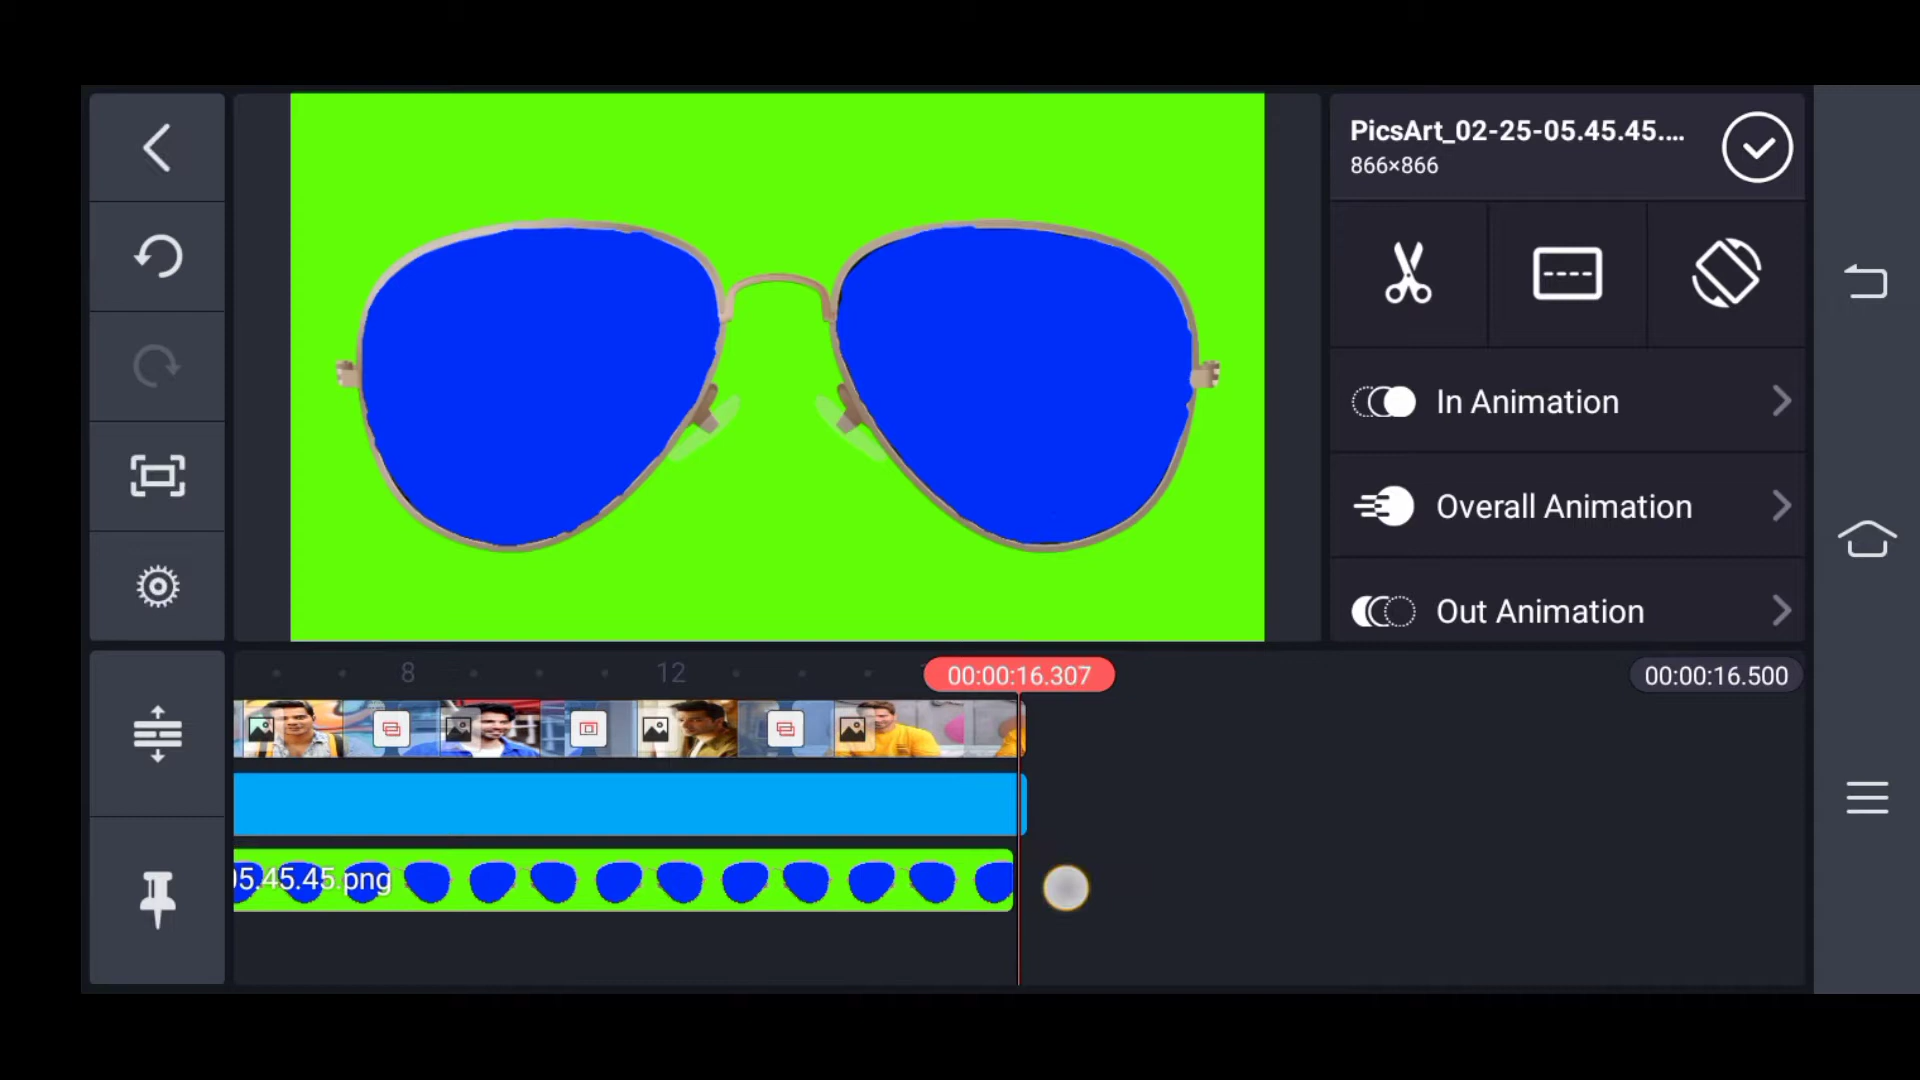 PicsArt_02-25-05.45.45....
866×866
In Animation
Overall Animation
Out Animation
8
12
00:00:16.307
00:00:16.500
05.45.45.png